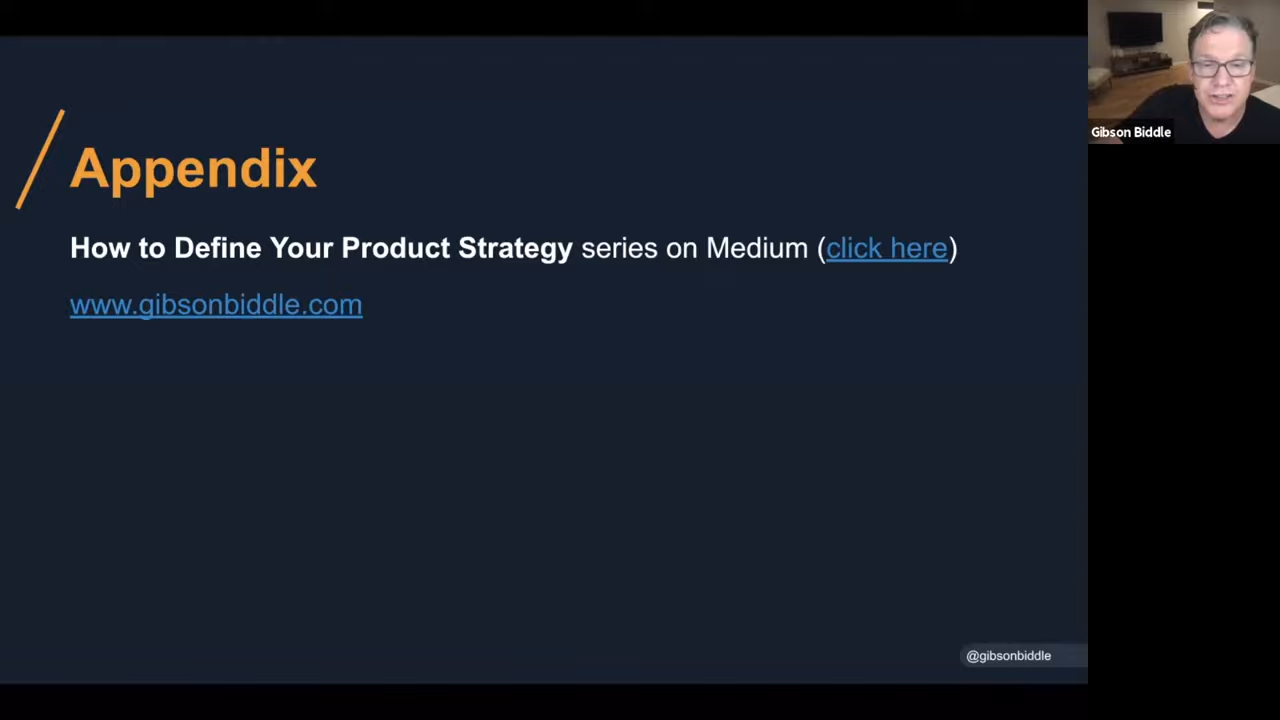 Appendix
How to Define Your Product Strategy series on Medium (click here)
www.gibsonbiddle.com
@gibsonbiddle
Gibson Biddle